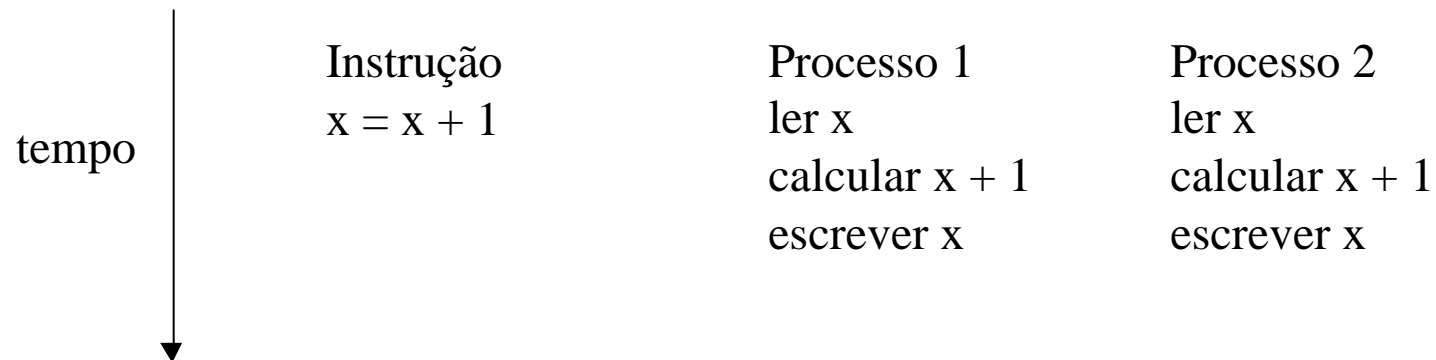 tempo
Instrução
x = x + 1
Processo 1
ler x
calcular x + 1
escrever x
Processo 2
ler x
calcular x + 1
escrever x